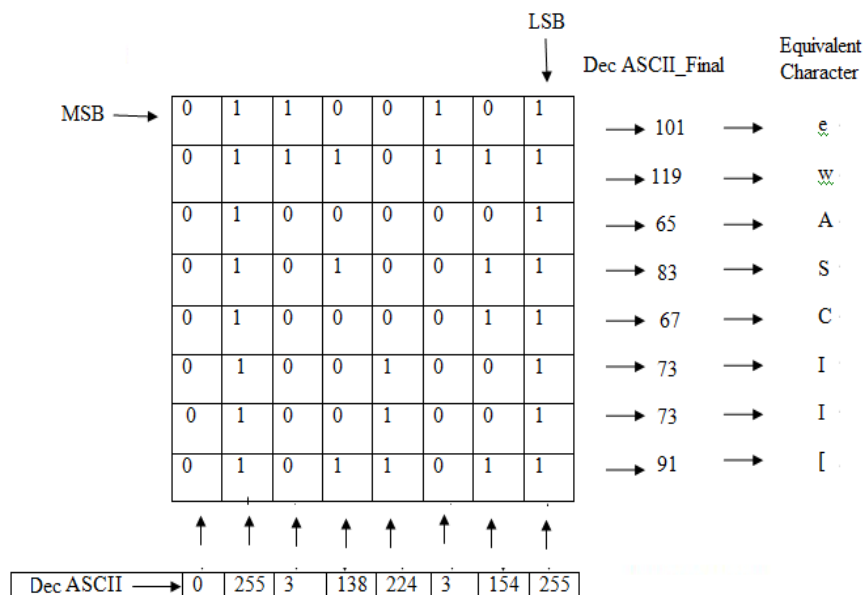 LSB
Dec ASCII_Final
Equivalent
Character
MSB
0 1 1 0 0 1 0 1 101 e
0 1 1 1 0 1 1 1 119 w
0 1 0 0 0 0 0 1 65 A
0 1 0 1 0 0 1 1 83 S
0 1 0 0 0 0 1 1 67 C
0 1 0 0 1 0 0 1 73 I
0 1 0 0 1 0 0 1 73 I
0 1 0 1 1 0 1 1 91 [
Dec ASCII 0 255 3 138 224 3 154 255